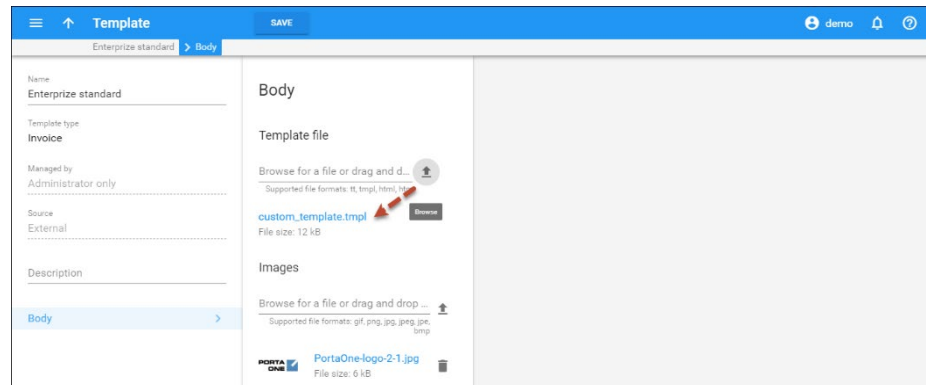 Template
SAVE
demo
Enterprize standard > Body
Name
Enterprize standard
Template type
Invoice
Managed by
Administrator only
Source
External
Description
Body
Body
Template file
Browse for a file or drag and d...
Supported file formats: tt, tmpl, html, htm
Browse
custom_template.tmpl
File size: 12 kB
Images
Browse for a file or drag and drop ...
Supported file formats: gif, png, jpg, jpeg, jpe,
bmp
PORTA
ONE
PortaOne-logo-2-1.jpg
File size: 6 kB